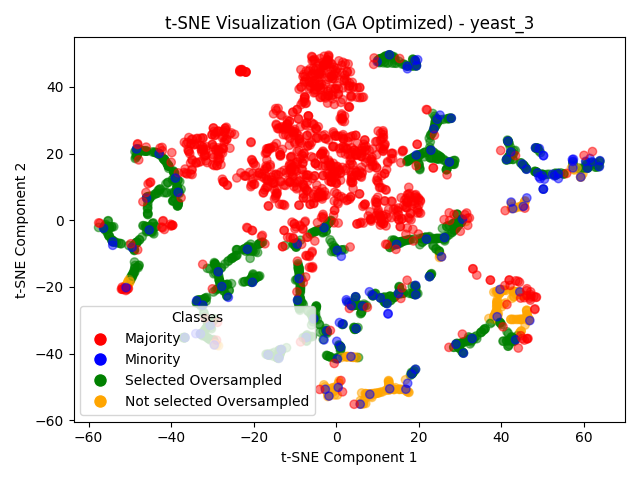 t-SNE Visualization (GA Optimized) - yeast_3
t-SNE Component 2
40
20
0
−20
−40
−60
Classes
Majority
Minority
Selected Oversampled
Not selected Oversampled
−60 −40 −20 0 20 40 60
t-SNE Component 1